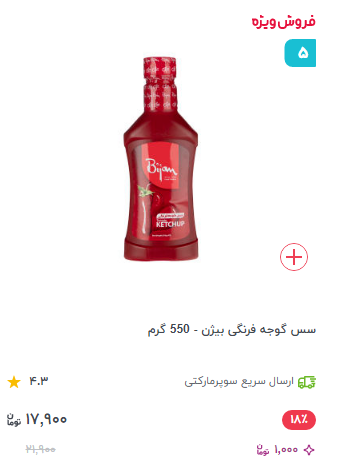 فروش ویژه
۵
Bijan
KETCHUP
سس گوجه فرنگی بیژن - 550 گرم
ارسال سریع سوپرمارکتی
۴.۳
۱۸٪
۱۷,۹۰۰ تومان
۱,۰۰۰ تومان
۲۱,۹۰۰